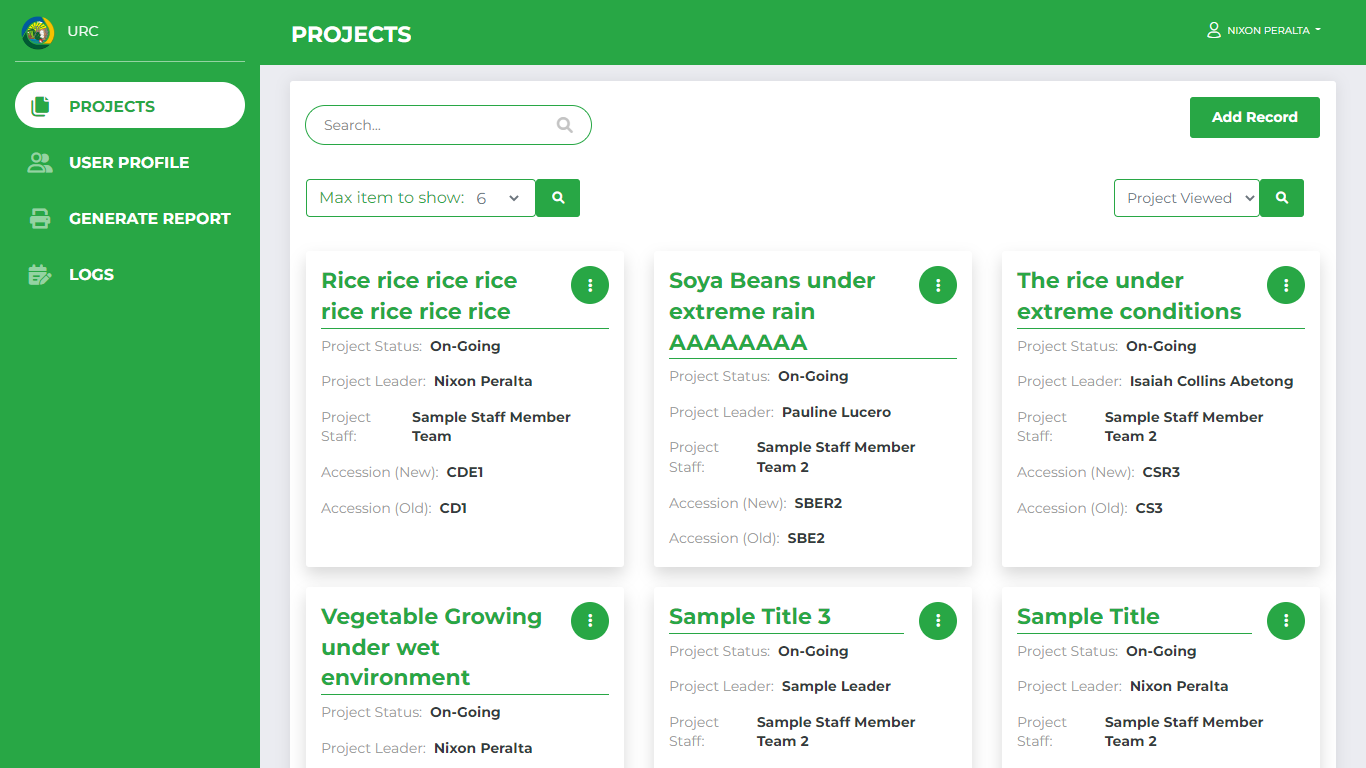 URC
PROJECTS
NIXON PERALTA
PROJECTS
USER PROFILE
GENERATE REPORT
LOGS
Search...
Add Record
Max item to show: 6
Project Viewed
Rice rice rice rice
rice rice rice rice
Project Status: On-Going
Project Leader: Nixon Peralta
Project Staff: Sample Staff Member
Team
Accession (New): CDE1
Accession (Old): CD1
Soya Beans under
extreme rain
AAAAAAAA
Project Status: On-Going
Project Leader: Pauline Lucero
Project Staff: Sample Staff Member
Team 2
Accession (New): SBER2
Accession (Old): SBE2
The rice under
extreme conditions
Project Status: On-Going
Project Leader: Isaiah Collins Abetong
Project Staff: Sample Staff Member
Team 2
Accession (New): CSR3
Accession (Old): CS3
Vegetable Growing
under wet
environment
Project Status: On-Going
Project Leader: Nixon Peralta
Sample Title 3
Project Status: On-Going
Project Leader: Sample Leader
Project Staff: Sample Staff Member
Team 2
Sample Title
Project Status: On-Going
Project Leader: Nixon Peralta
Project Staff: Sample Staff Member
Team 2